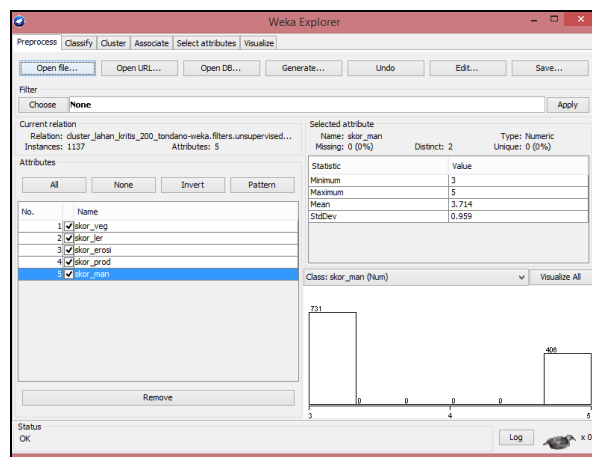 Weka Explorer
Preprocess Classify Cluster Associate Select attributes Visualize
Open file... Open URL... Open DB... Generate... Undo Edit... Save...
Filter
Choose None Apply
Current relation
Relation: cluster_lahan_kritis_200_tondano-weka.filters.unsupervised...
Instances: 1137 Attributes: 5
Attributes
All None Invert Pattern
No. Name
1 skor_veg
2 skor_ler
3 skor_erosi
4 skor_prod
5 skor_man
Remove
Selected attribute
Name: skor_man Type: Numeric
Missing: 0 (0%) Distinct: 2 Unique: 0 (0%)
Statistic Value
Minimum 3
Maximum 5
Mean 3.714
StdDev 0.959
Class: skor_man (Num) Visualize All
731
406
0 0 0 0
3 4 5
Status
OK
Log x 0